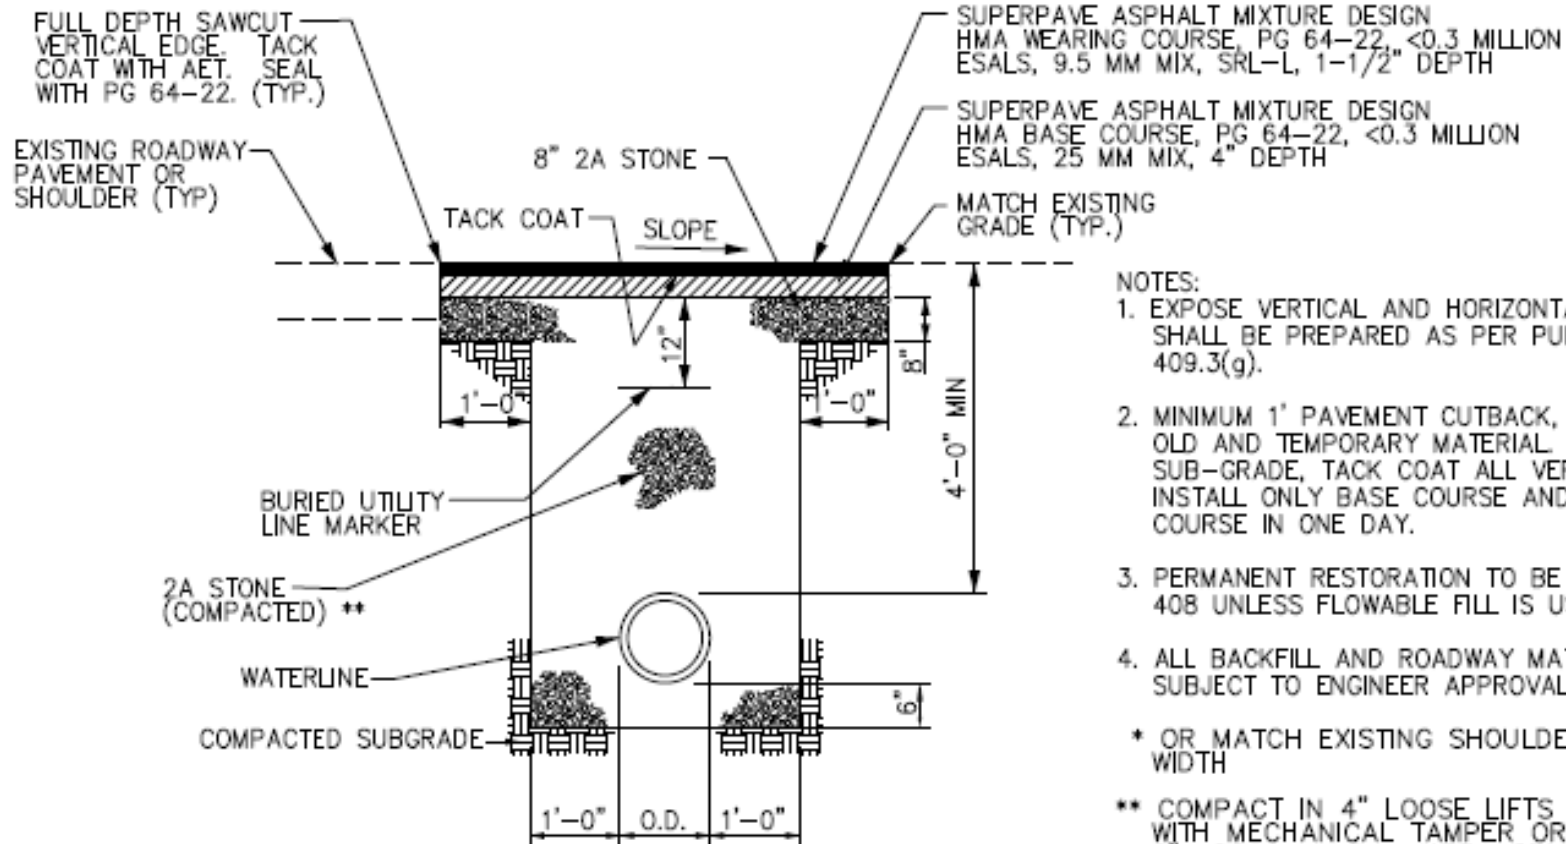 FULL DEPTH SAWCUT
VERTICAL EDGE. TACK
COAT WITH AET. SEAL
WITH PG 64-22. (TYP.)
EXISTING ROADWAY
PAVEMENT OR
SHOULDER (TYP)
8" 2A STONE
TACK COAT
SLOPE
SUPERPAVE ASPHALT MIXTURE DESIGN
HMA WEARING COURSE, PG 64-22, <0.3 MILLION
ESALS, 9.5 MM MIX, SRL-L, 1-1/2" DEPTH
SUPERPAVE ASPHALT MIXTURE DESIGN
HMA BASE COURSE, PG 64-22, <0.3 MILLION
ESALS, 25 MM MIX, 4" DEPTH
MATCH EXISTING
GRADE (TYP.)
12"
8"
1'-0"
1'-0"
4'-0" MIN
BURIED UTILITY
LINE MARKER
2A STONE
(COMPACTED) **
WATERLINE
6"
COMPACTED SUBGRADE
1'-0"
O.D.
1'-0"
NOTES:
1. EXPOSE VERTICAL AND HORIZONTA
SHALL BE PREPARED AS PER PU
409.3(g).
2. MINIMUM 1' PAVEMENT CUTBACK,
OLD AND TEMPORARY MATERIAL.
SUB-GRADE, TACK COAT ALL VE
INSTALL ONLY BASE COURSE AND
COURSE IN ONE DAY.
3. PERMANENT RESTORATION TO BE
408 UNLESS FLOWABLE FILL IS U
4. ALL BACKFILL AND ROADWAY MA
SUBJECT TO ENGINEER APPROVAL
* OR MATCH EXISTING SHOULDE
WIDTH
** COMPACT IN 4" LOOSE LIFTS
WITH MECHANICAL TAMPER OR